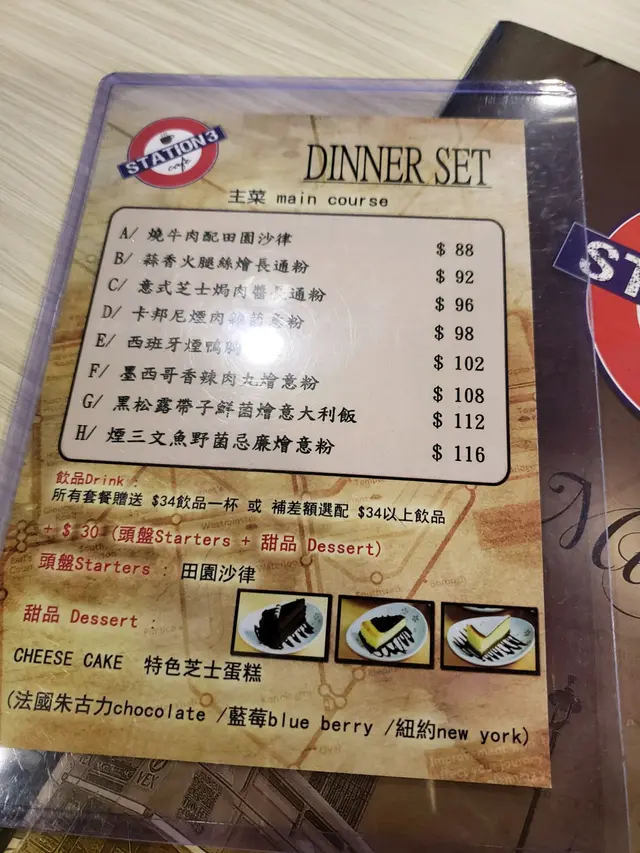 STATION3
cafe
DINNER SET
主菜 main course
A/ 燒牛肉配田園沙律 $ 88
B/ 蒜香火腿絲燴長通粉 $ 92
C/ 意式芝士焗肉醬長通粉 $ 96
D/ 卡邦尼煙肉雜菌意粉 $ 98
E/ 西班牙煙鴨胸 $ 102
F/ 墨西哥香辣肉丸燴意粉 $ 108
G/ 黑松露帶子鮮菌燴意大利飯 $ 112
H/ 煙三文魚野菌忌廉燴意粉 $ 116
飲品Drink :
所有套餐贈送 $34飲品一杯 或 補差額選配 $34以上飲品
+ $ 30 (頭盤Starters + 甜品 Dessert)
頭盤Starters : 田園沙律
甜品 Dessert :
CHEESE CAKE 特色芝士蛋糕
(法國朱古力chocolate /藍莓blue berry /紐約new york)